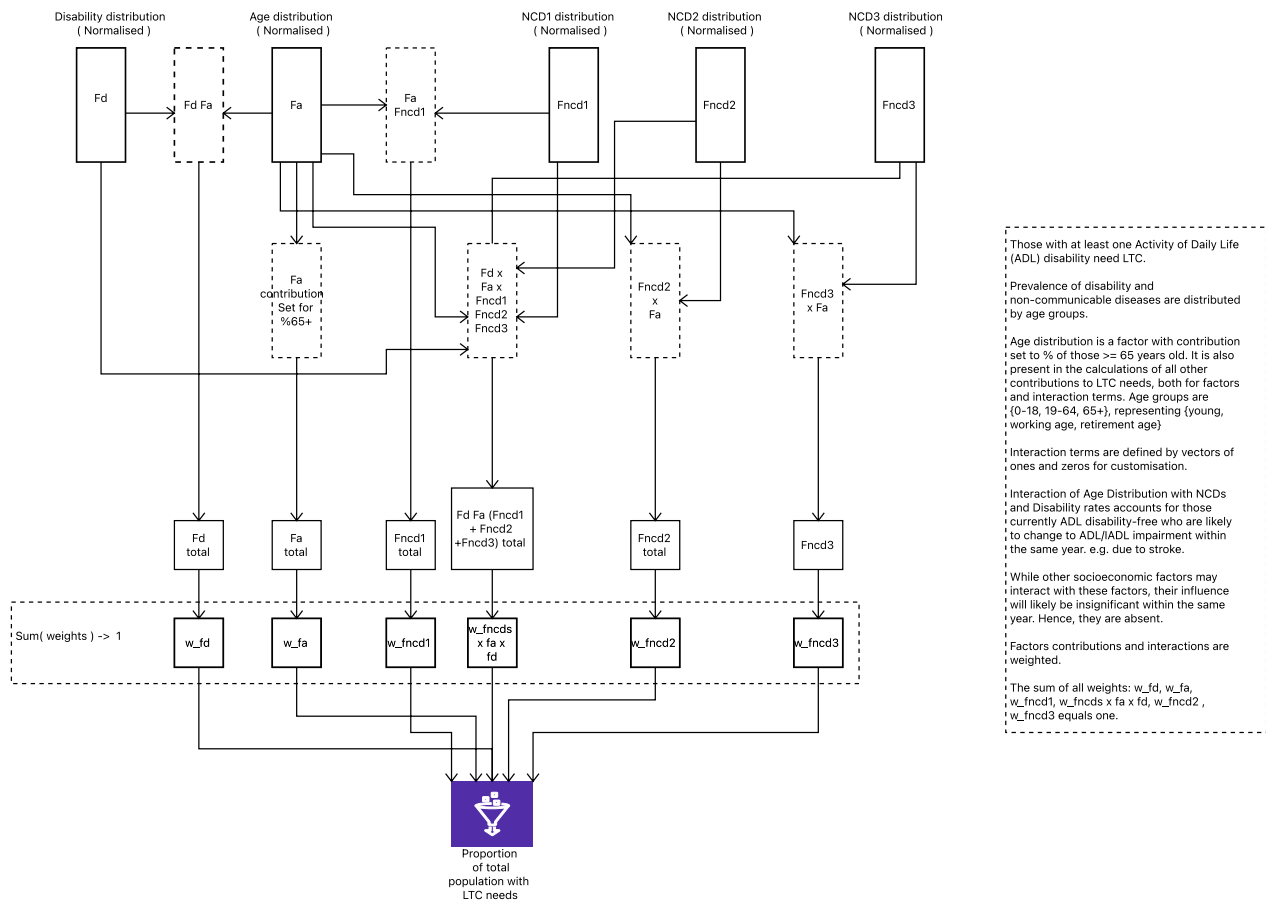 Disability distribution
( Normalised )
Age distribution
( Normalised )
NCD1 distribution
( Normalised )
NCD2 distribution
( Normalised )
NCD3 distribution
( Normalised )
Fd
Fd Fa
Fa
Fa
Fncd1
Fncd1
Fncd2
Fncd3
Fa
contribution
Set for
%65+
Fd x
Fa x
Fncd1
Fncd2
Fncd3
Fncd2
x
Fa
Fncd3
x Fa
Fd
total
Fa
total
Fncd1
total
Fd Fa (Fncd1
+ Fncd2
+Fncd3) total
Fncd2
total
Fncd3
Sum( weights ) -> 1
w_fd
w_fa
w_fncd1
w_fncds
x fa x
fd
w_fncd2
w_fncd3
Proportion
of total
population with
LTC needs
Those with at least one Activity of Daily Life
(ADL) disability need LTC.
Prevalence of disability and
non-communicable diseases are distributed
by age groups.
Age distribution is a factor with contribution
set to % of those >= 65 years old. It is also
present in the calculations of all other
contributions to LTC needs, both for factors
and interaction terms. Age groups are
{0-18, 19-64, 65+}, representing {young,
working age, retirement age}
Interaction terms are defined by vectors of
ones and zeros for customisation.
Interaction of Age Distribution with NCDs
and Disability rates accounts for those
currently ADL disability-free who are likely
to change to ADL/IADL impairment within
the same year. e.g. due to stroke.
While other socioeconomic factors may
interact with these factors, their influence
will likely be insignificant within the same
year. Hence, they are absent.
Factors contributions and interactions are
weighted.
The sum of all weights: w_fd, w_fa,
w_fncd1, w_fncds x fa x fd, w_fncd2 ,
w_fncd3 equals one.